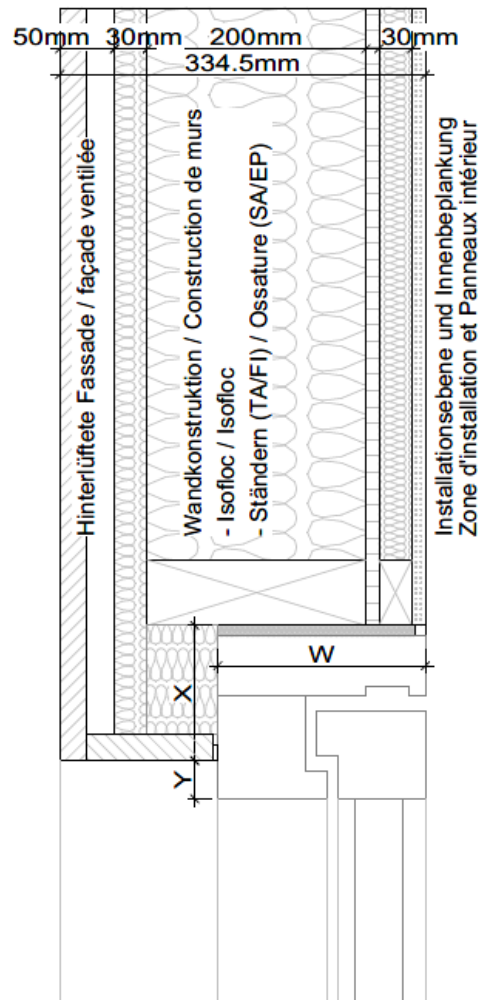 50mm 30mm 200mm 30mm
334.5mm
Hinterlüftete Fassade / façade ventilée
Wandkonstruktion / Construction de murs
- Isofloc / Isofloc
- Ständern (TA/FI) / Ossature (SA/EP)
Installationsebene und Innenbeplankung
Zone d'installation et Panneaux intérieur
W
X
Y